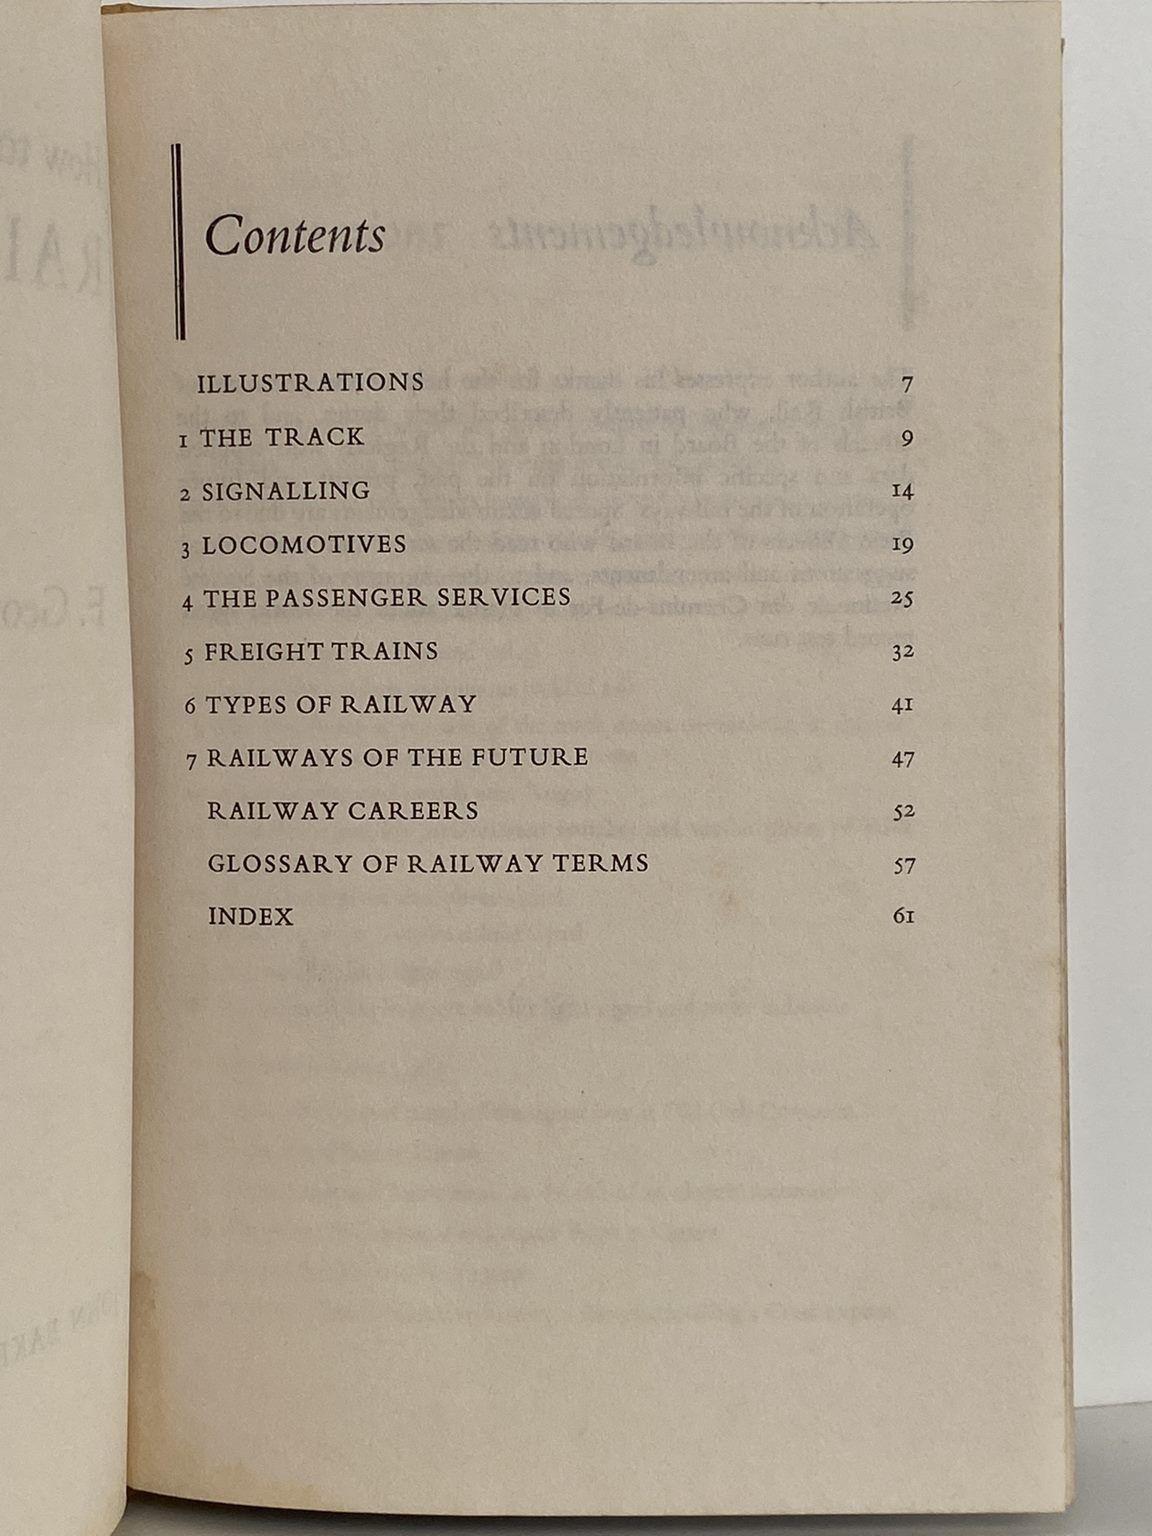 Contents
ILLUSTRATIONS 7
1 THE TRACK 9
2 SIGNALLING 14
3 LOCOMOTIVES 19
4 THE PASSENGER SERVICES 25
5 FREIGHT TRAINS 32
6 TYPES OF RAILWAY 41
7 RAILWAYS OF THE FUTURE 47
RAILWAY CAREERS 52
GLOSSARY OF RAILWAY TERMS 57
INDEX 61